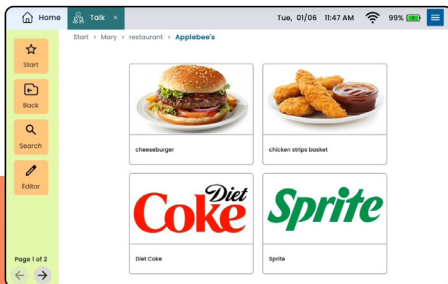 Home
Talk ×
Tue, 01/06 11:47 AM 99%
Start > Mary > restaurant > Applebee's
Start
Back
Search
Editor
cheeseburger
chicken strips basket
Diet
Coke
Sprite
Diet Coke
Sprite
Page 1 of 2